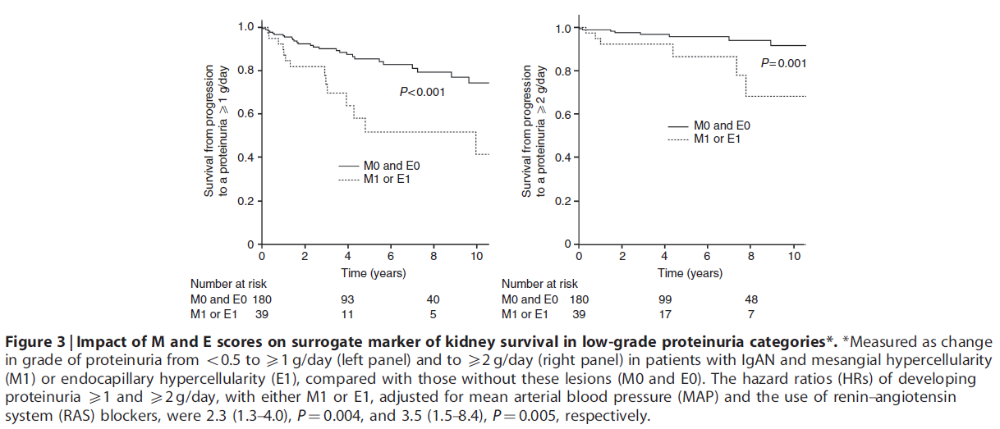 Survival from progression
to a proteinuria ⩾ 1 g/day
1.0
0.8
0.6
0.4
0.2
0
P<0.001
M0 and E0
M1 or E1
0 2 4 6 8 10
Time (years)
Number at risk
M0 and E0 180 93 40
M1 or E1 39 11 5
Survival from progression
to a proteinuria ⩾ 2 g/day
1.0
0.8
0.6
0.4
0.2
0
P=0.001
M0 and E0
M1 or E1
0 2 4 6 8 10
Time (years)
Number at risk
M0 and E0 180 99 48
M1 or E1 39 17 7
Figure 3 | Impact of M and E scores on surrogate marker of kidney survival in low-grade proteinuria categories*. *Measured as change
in grade of proteinuria from <0.5 to ⩾1 g/day (left panel) and to ⩾2 g/day (right panel) in patients with IgAN and mesangial hypercellularity
(M1) or endocapillary hypercellularity (E1), compared with those without these lesions (M0 and E0). The hazard ratios (HRs) of developing
proteinuria ⩾1 and ⩾2 g/day, with either M1 or E1, adjusted for mean arterial blood pressure (MAP) and the use of renin–angiotensin
system (RAS) blockers, were 2.3 (1.3–4.0), P=0.004, and 3.5 (1.5–8.4), P=0.005, respectively.